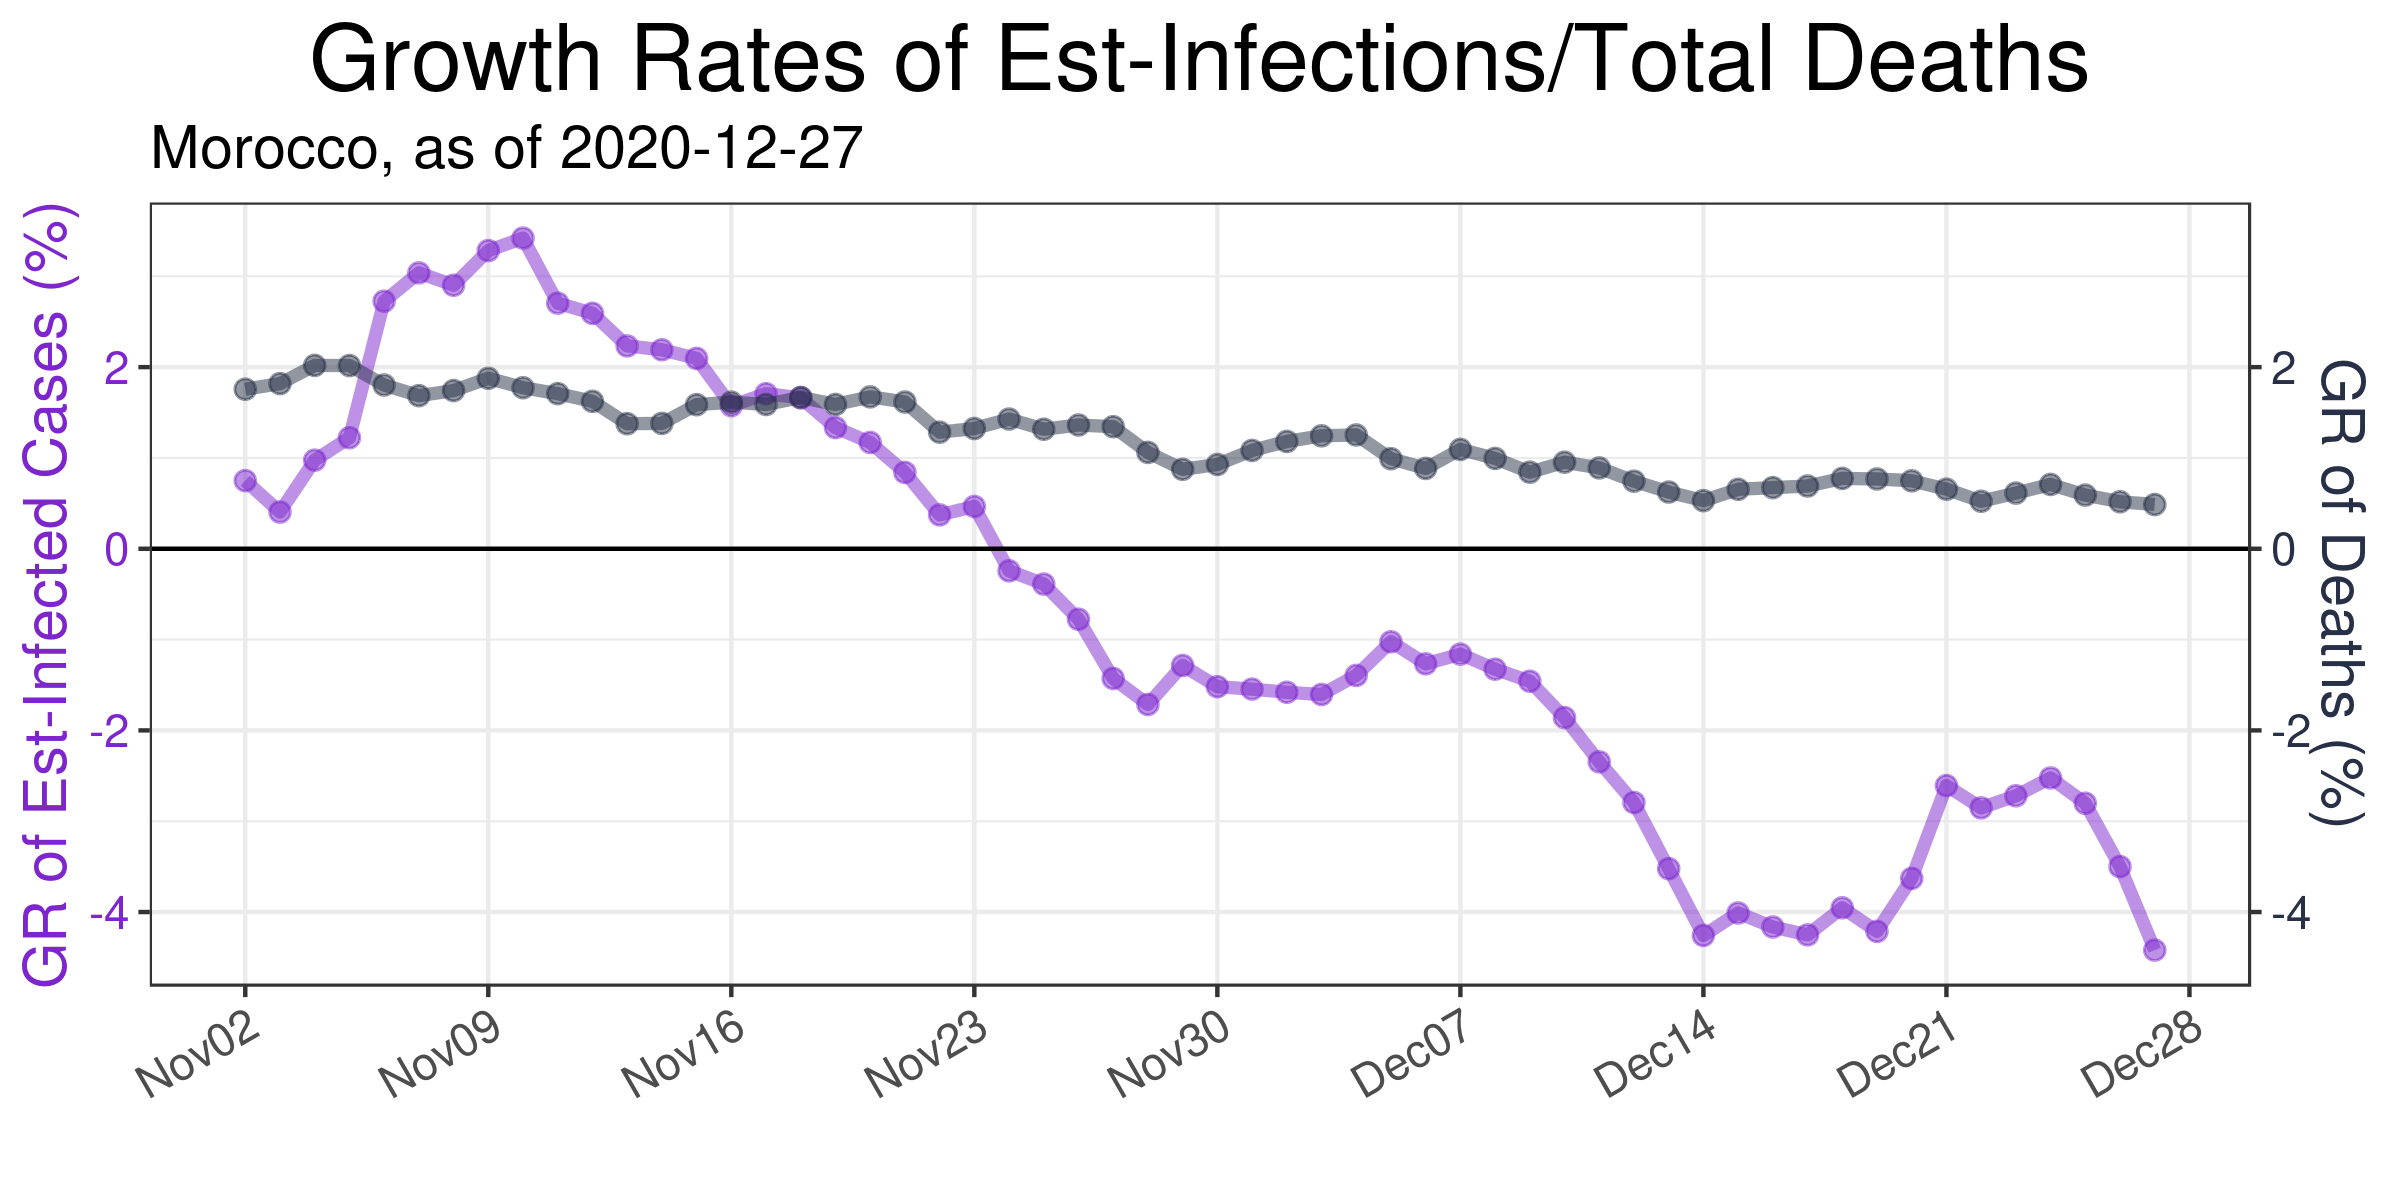 Growth Rates of Est-Infections/Total Deaths
Morocco, as of 2020-12-27
GR of Est-Infected Cases (%)
2
0
-2
-4
2
0
-2
-4
GR of Deaths (%)
Nov02
Nov09
Nov16
Nov23
Nov30
Dec07
Dec14
Dec21
Dec28